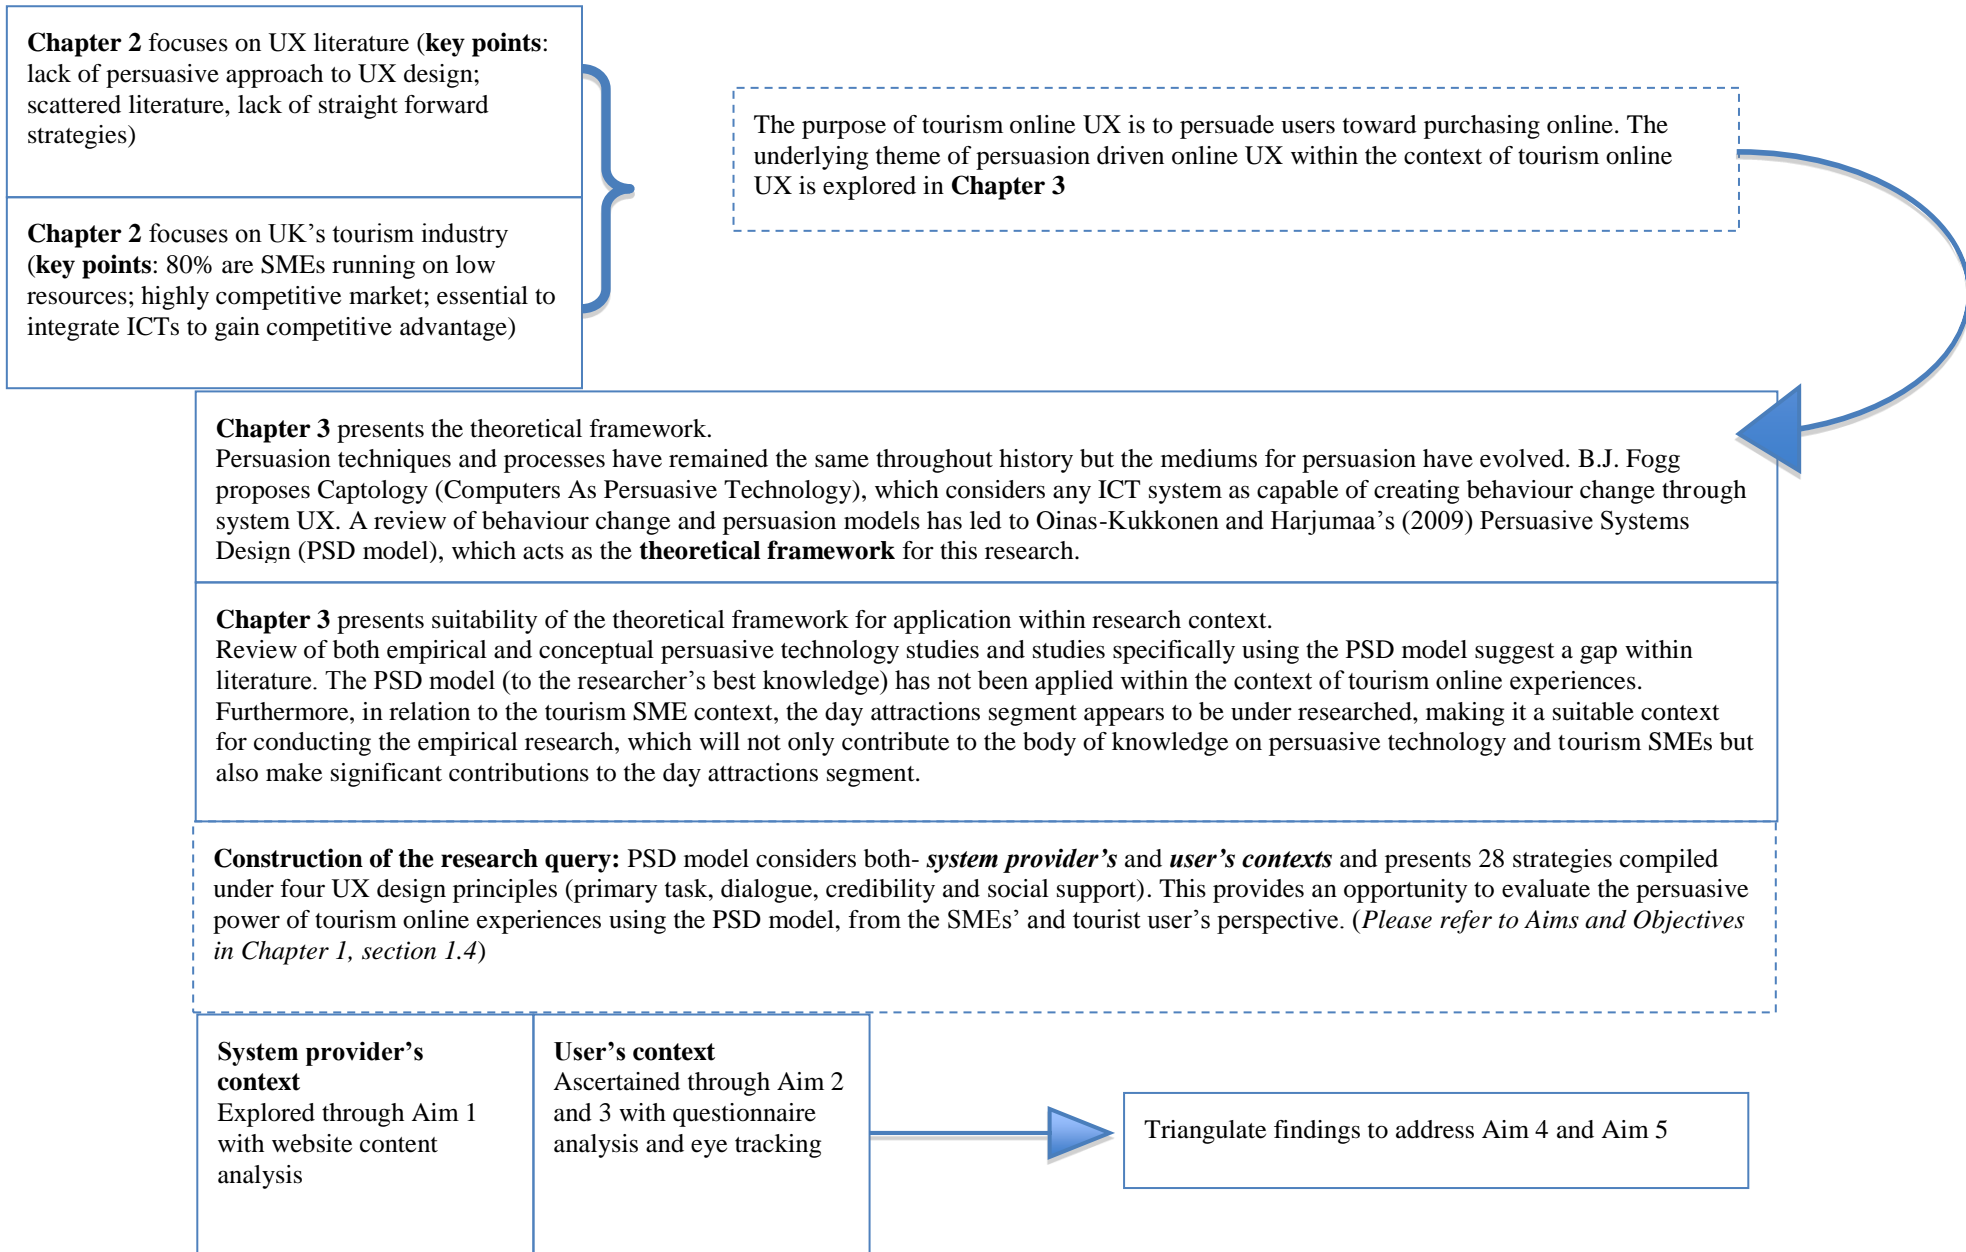 Chapter 2 focuses on UX literature (key points:
lack of persuasive approach to UX design;
scattered literature, lack of straight forward
strategies)
Chapter 2 focuses on UK’s tourism industry
(key points: 80% are SMEs running on low
resources; highly competitive market; essential to
integrate ICTs to gain competitive advantage)
The purpose of tourism online UX is to persuade users toward purchasing online. The
underlying theme of persuasion driven online UX within the context of tourism online
UX is explored in Chapter 3
Chapter 3 presents the theoretical framework.
Persuasion techniques and processes have remained the same throughout history but the mediums for persuasion have evolved. B.J. Fogg
proposes Captology (Computers As Persuasive Technology), which considers any ICT system as capable of creating behaviour change through
system UX. A review of behaviour change and persuasion models has led to Oinas-Kukkonen and Harjumaa’s (2009) Persuasive Systems
Design (PSD model), which acts as the theoretical framework for this research.
Chapter 3 presents suitability of the theoretical framework for application within research context.
Review of both empirical and conceptual persuasive technology studies and studies specifically using the PSD model suggest a gap within
literature. The PSD model (to the researcher’s best knowledge) has not been applied within the context of tourism online experiences.
Furthermore, in relation to the tourism SME context, the day attractions segment appears to be under researched, making it a suitable context
for conducting the empirical research, which will not only contribute to the body of knowledge on persuasive technology and tourism SMEs but
also make significant contributions to the day attractions segment.
Construction of the research query: PSD model considers both- system provider’s and user’s contexts and presents 28 strategies compiled
under four UX design principles (primary task, dialogue, credibility and social support). This provides an opportunity to evaluate the persuasive
power of tourism online experiences using the PSD model, from the SMEs’ and tourist user’s perspective. (Please refer to Aims and Objectives
in Chapter 1, section 1.4)
System provider’s
context
Explored through Aim 1
with website content
analysis
User’s context
Ascertained through Aim 2
and 3 with questionnaire
analysis and eye tracking
Triangulate findings to address Aim 4 and Aim 5